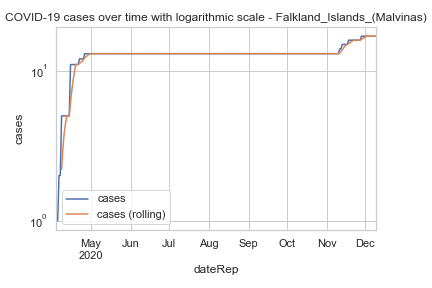 COVID-19 cases over time with logarithmic scale - Falkland_Islands_(Malvinas)
10¹
10⁰
cases
cases
cases (rolling)
May Jun Jul Aug Sep Oct Nov Dec
2020
dateRep